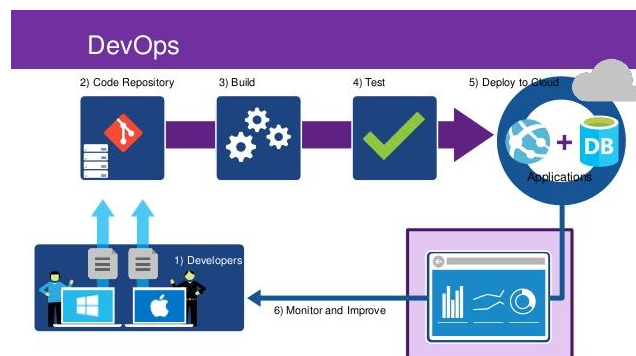 DevOps
2) Code Repository
3) Build
4) Test
5) Deploy to Cloud
+
DB
Applications
1) Developers
6) Monitor and Improve